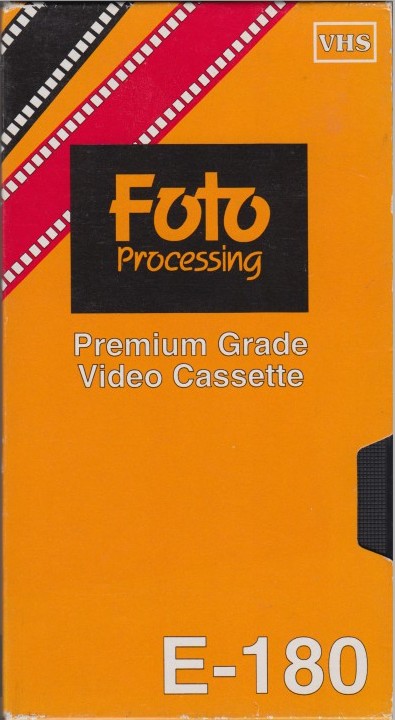 VHS
Foto
Processing
Premium Grade
Video Cassette
E-180